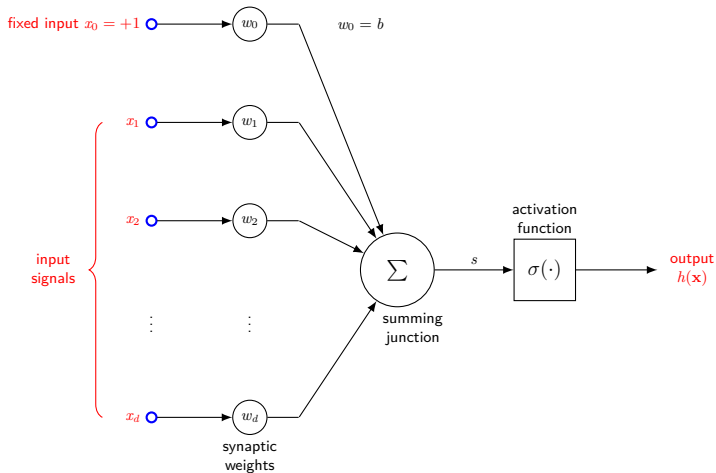 fixed input x₀ = +1
w₀
w₀ = b
x₁
w₁
x₂
w₂
activation
function
input
signals
∑
s
σ(·)
output
h(𝐱)
summing
junction
⋮
⋮
x_d
w_d
synaptic
weights